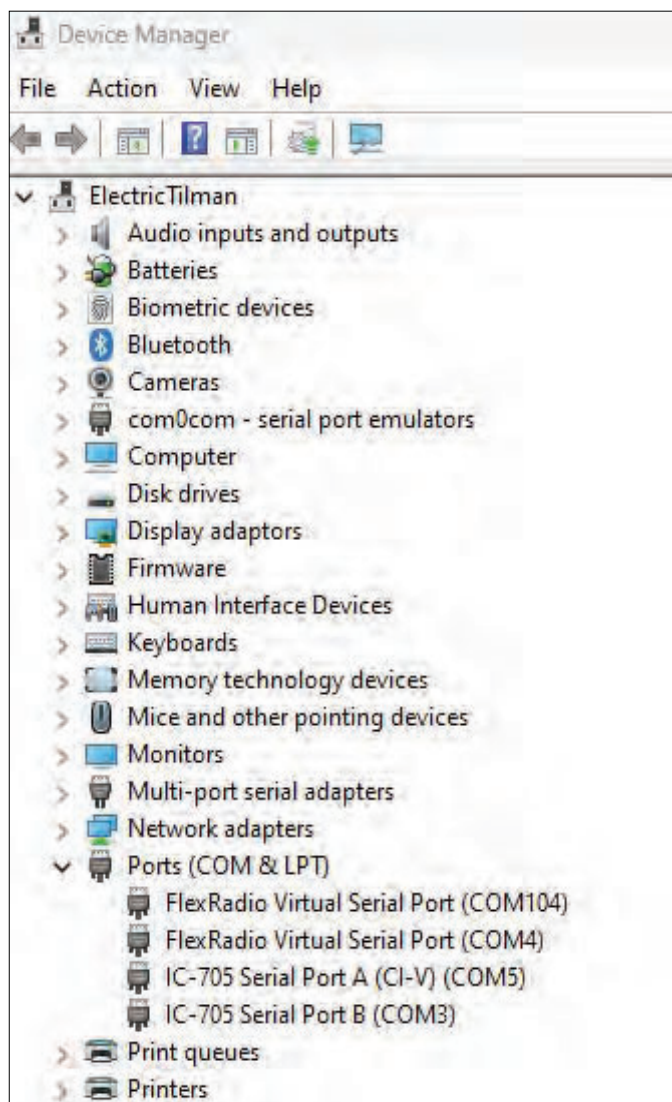 Device Manager
File Action View Help
ElectricTilman
Audio inputs and outputs
Batteries
Biometric devices
Bluetooth
Cameras
com0com - serial port emulators
Computer
Disk drives
Display adaptors
Firmware
Human Interface Devices
Keyboards
Memory technology devices
Mice and other pointing devices
Monitors
Multi-port serial adapters
Network adapters
Ports (COM & LPT)
FlexRadio Virtual Serial Port (COM104)
FlexRadio Virtual Serial Port (COM4)
IC-705 Serial Port A (CI-V) (COM5)
IC-705 Serial Port B (COM3)
Print queues
Printers